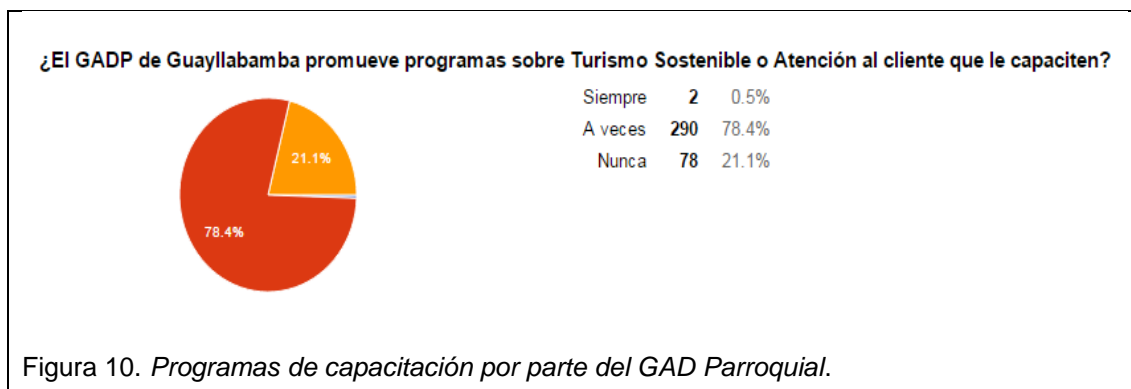 ¿El GADP de Guayllabamba promueve programas sobre Turismo Sostenible o Atención al cliente que le capaciten?
Siempre 2 0.5%
A veces 290 78.4%
Nunca 78 21.1%
21.1%
78.4%
Figura 10. Programas de capacitación por parte del GAD Parroquial.